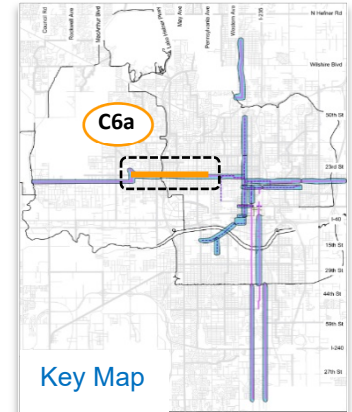 Council Rd
Rockwell Ave
MacArthur Blvd
Lake Hefner Pkwy
May Ave
Pennsylvania Ave
Western Ave
I-235
N Hefner Rd
Wilshire Blvd
50th St
C6a
23rd St
I-40
15th St
29th St
44th St
59th St
I-240
27th St
Key Map